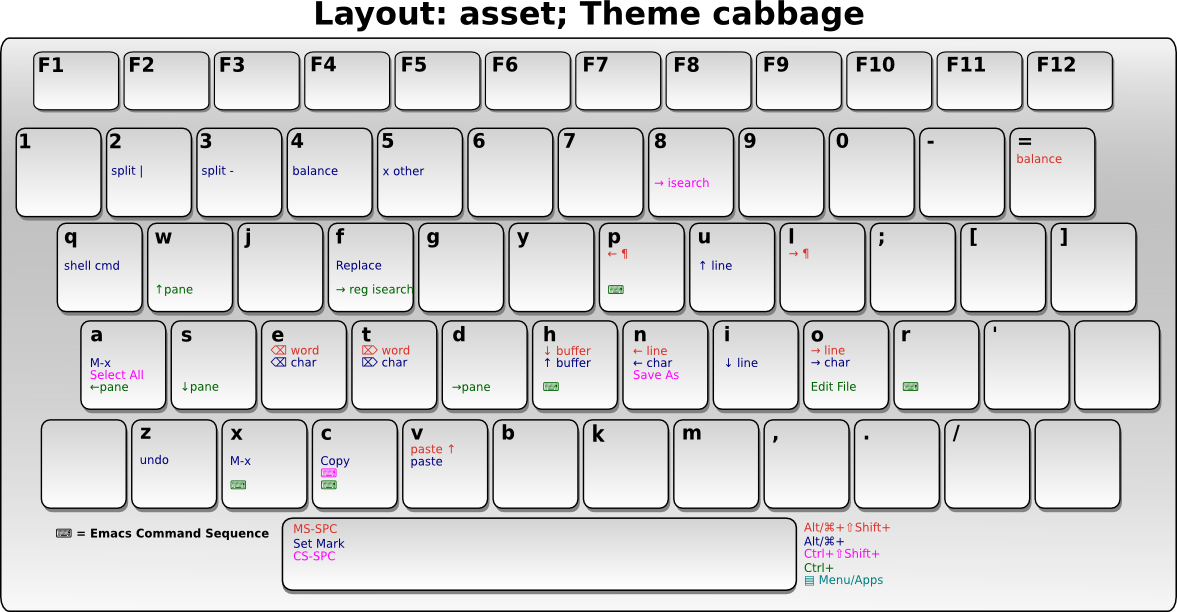 Layout: asset; Theme cabbage
F1 F2 F3 F4 F5 F6 F7 F8 F9 F10 F11 F12
1 2 3 4 5 6 7 8 9 0 - =
balance
split | split - balance x other
→ isearch
q w j f g y p u l ; [ ]
← ¶ → ¶
shell cmd Replace ↑ line
↑pane → reg isearch ⌨
a s e t d h n i o r '
⌫ word ⌦ word ↓ buffer ← line → line
M-x ⌫ char ⌦ char ↑ buffer ← char ↓ line → char
Select All Save As
←pane ↓pane →pane ⌨ Edit File ⌨
z x c v b k m , . /
paste ↑
undo M-x Copy paste
⌨
⌨ ⌨
⌨ = Emacs Command Sequence
MS-SPC
Set Mark
CS-SPC
Alt/⌘+⇧Shift+
Alt/⌘+
Ctrl+⇧Shift+
Ctrl+
▤ Menu/Apps